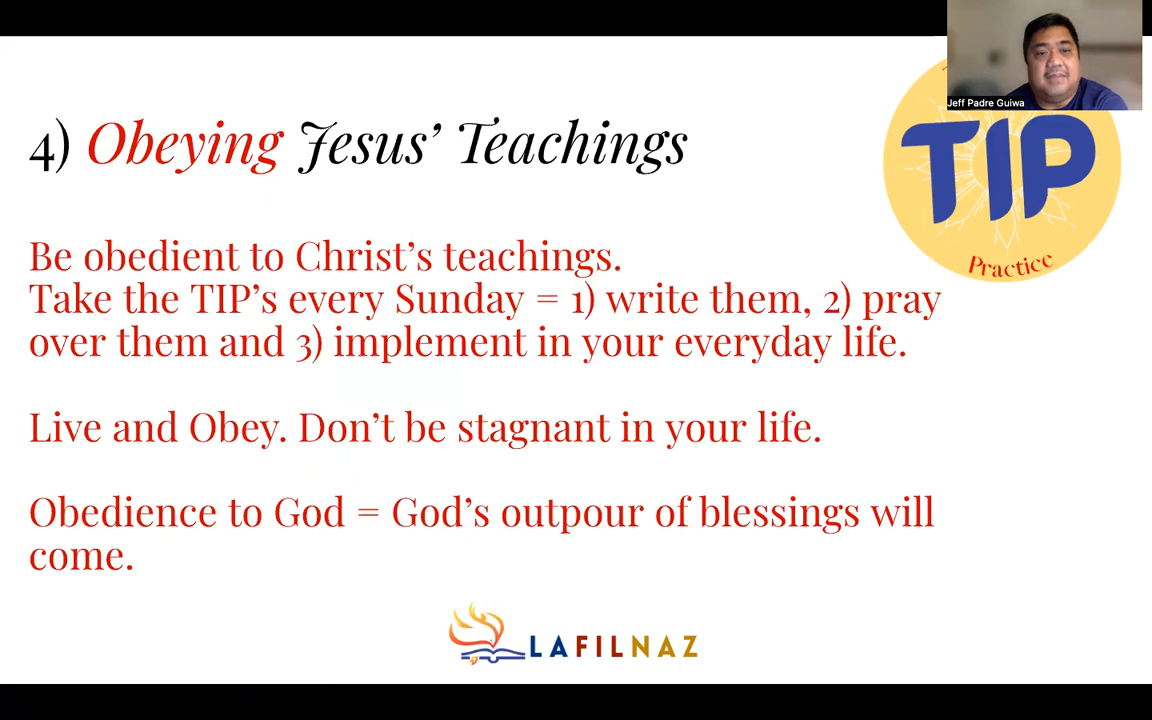 Jeff Padre Guiwa
4) Obeying Jesus’ Teachings
TIP
Practice
Be obedient to Christ’s teachings.
Take the TIP’s every Sunday = 1) write them, 2) pray
over them and 3) implement in your everyday life.
Live and Obey. Don’t be stagnant in your life.
Obedience to God = God’s outpour of blessings will
come.
LAFILNAZ